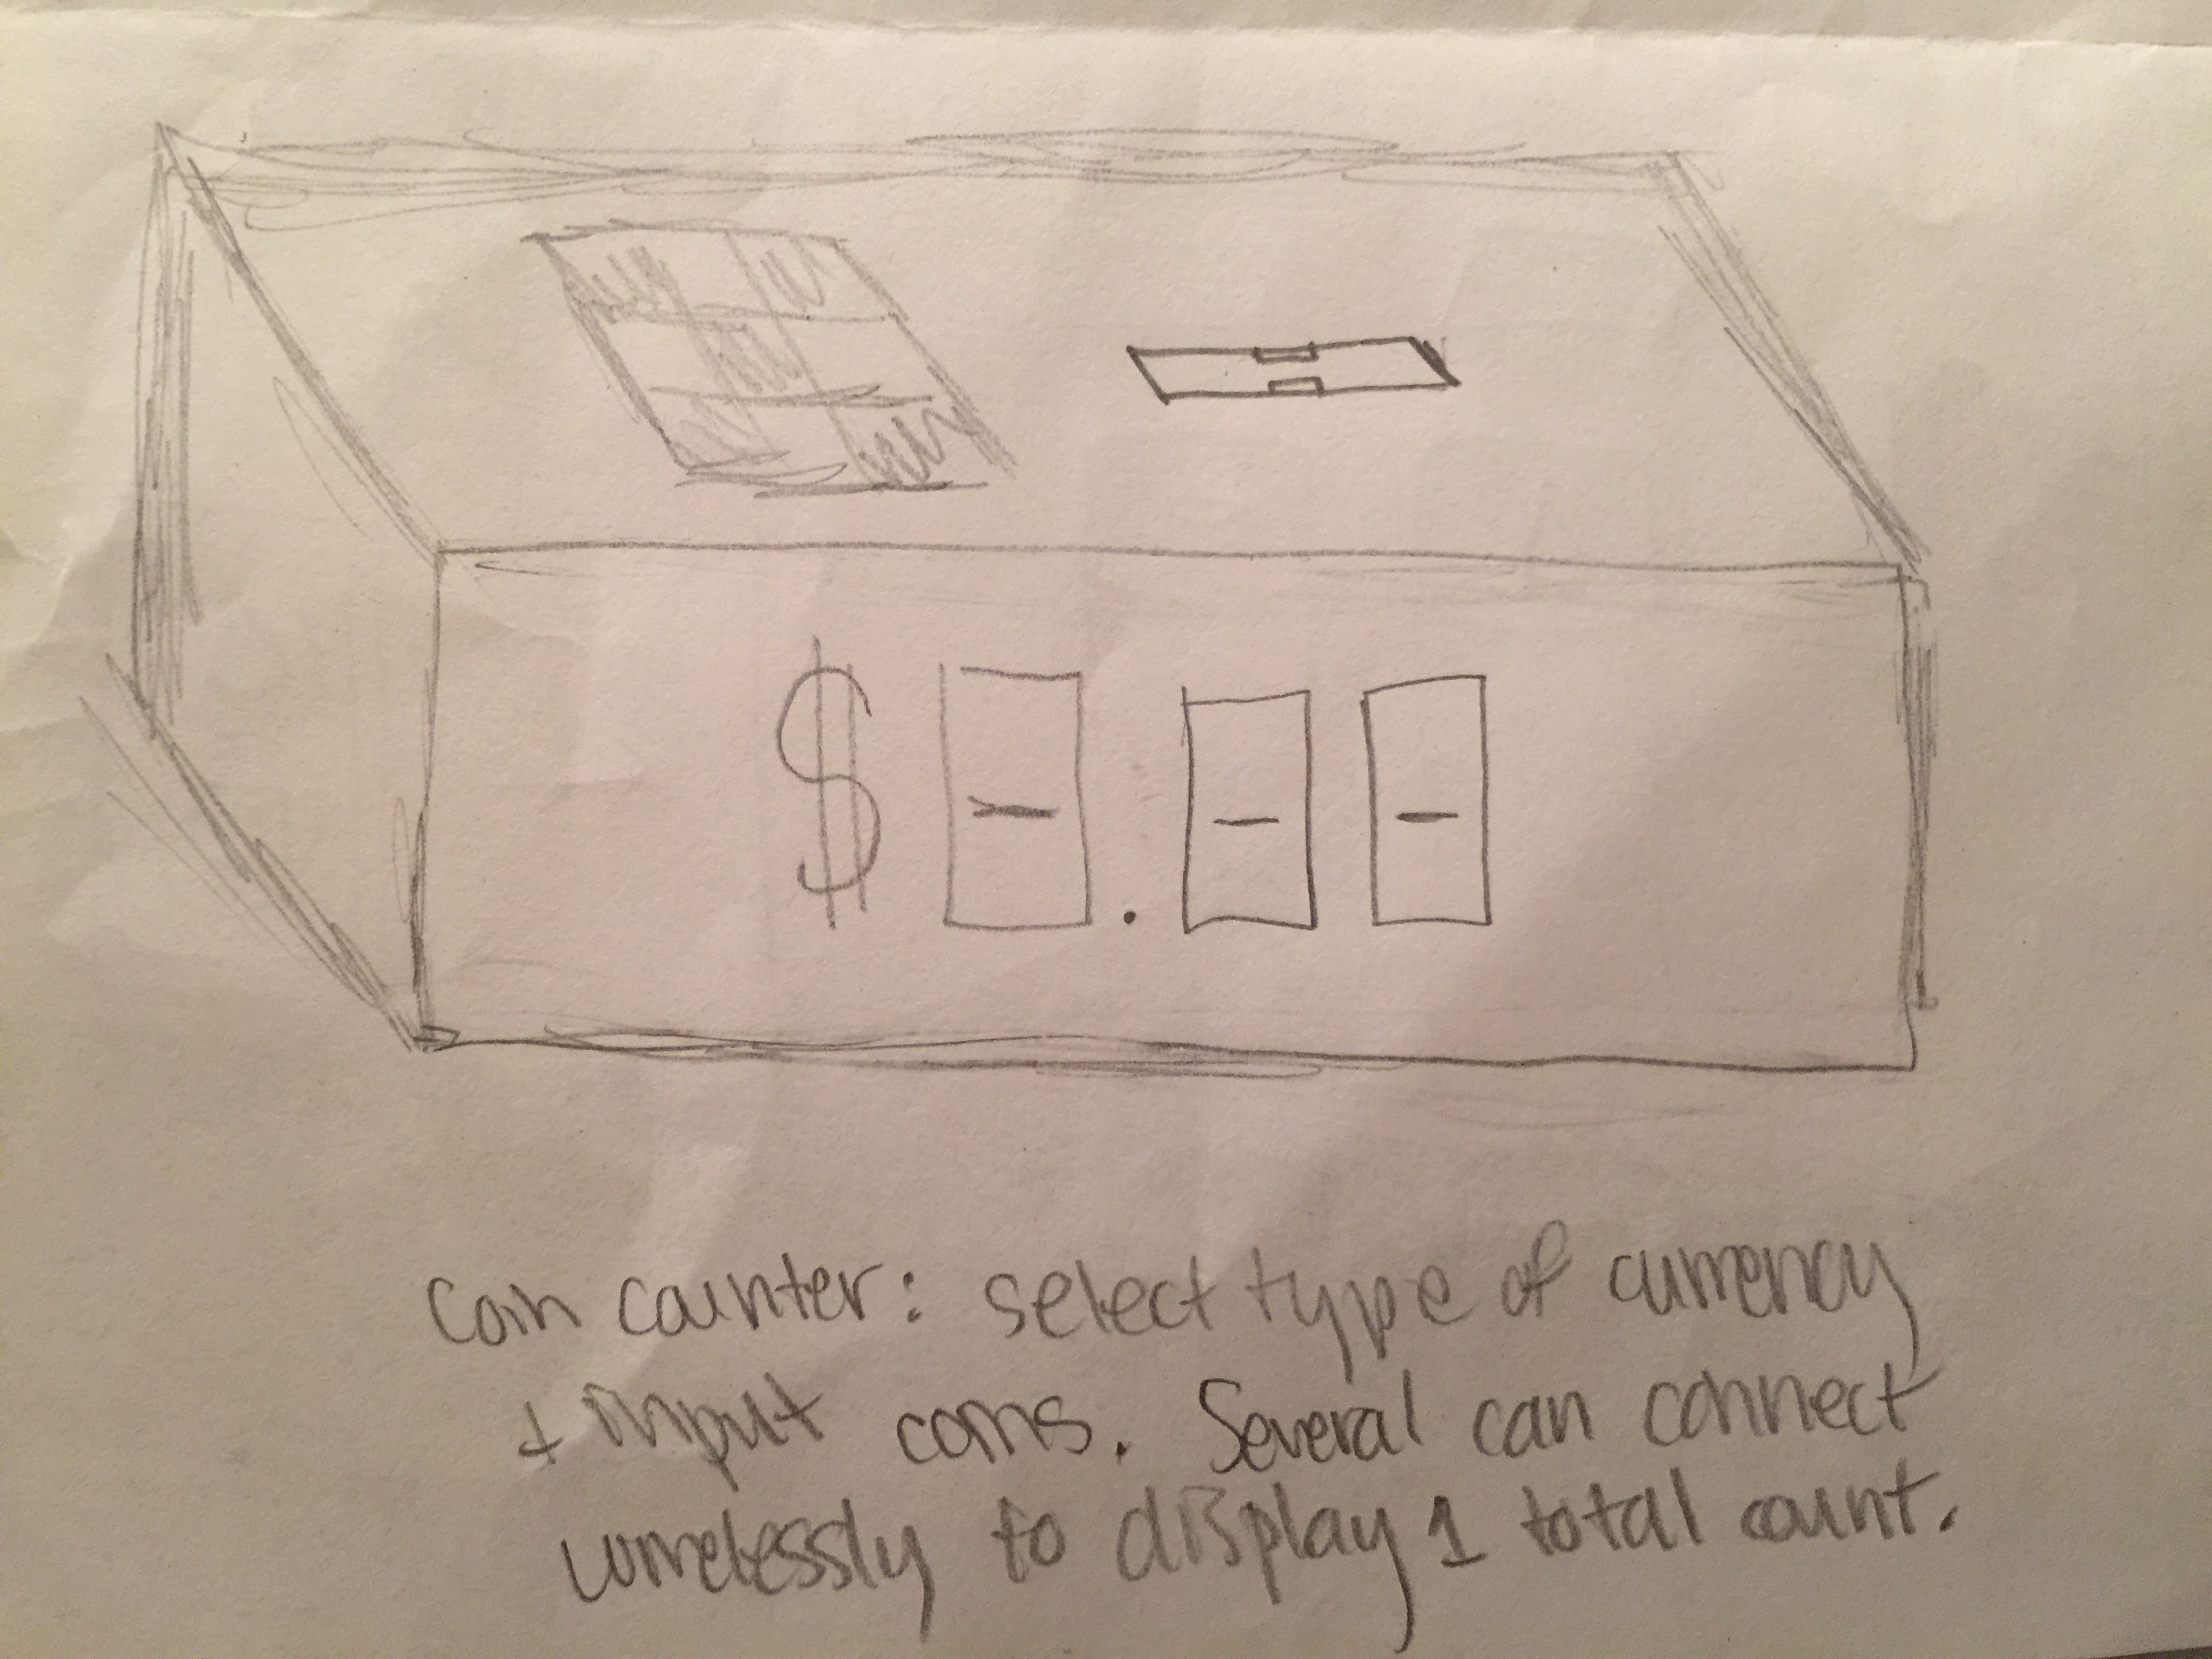 $ - . - -
Coin counter: select type of currency
+ input coins. Several can connect
wirelessly to display 1 total count.